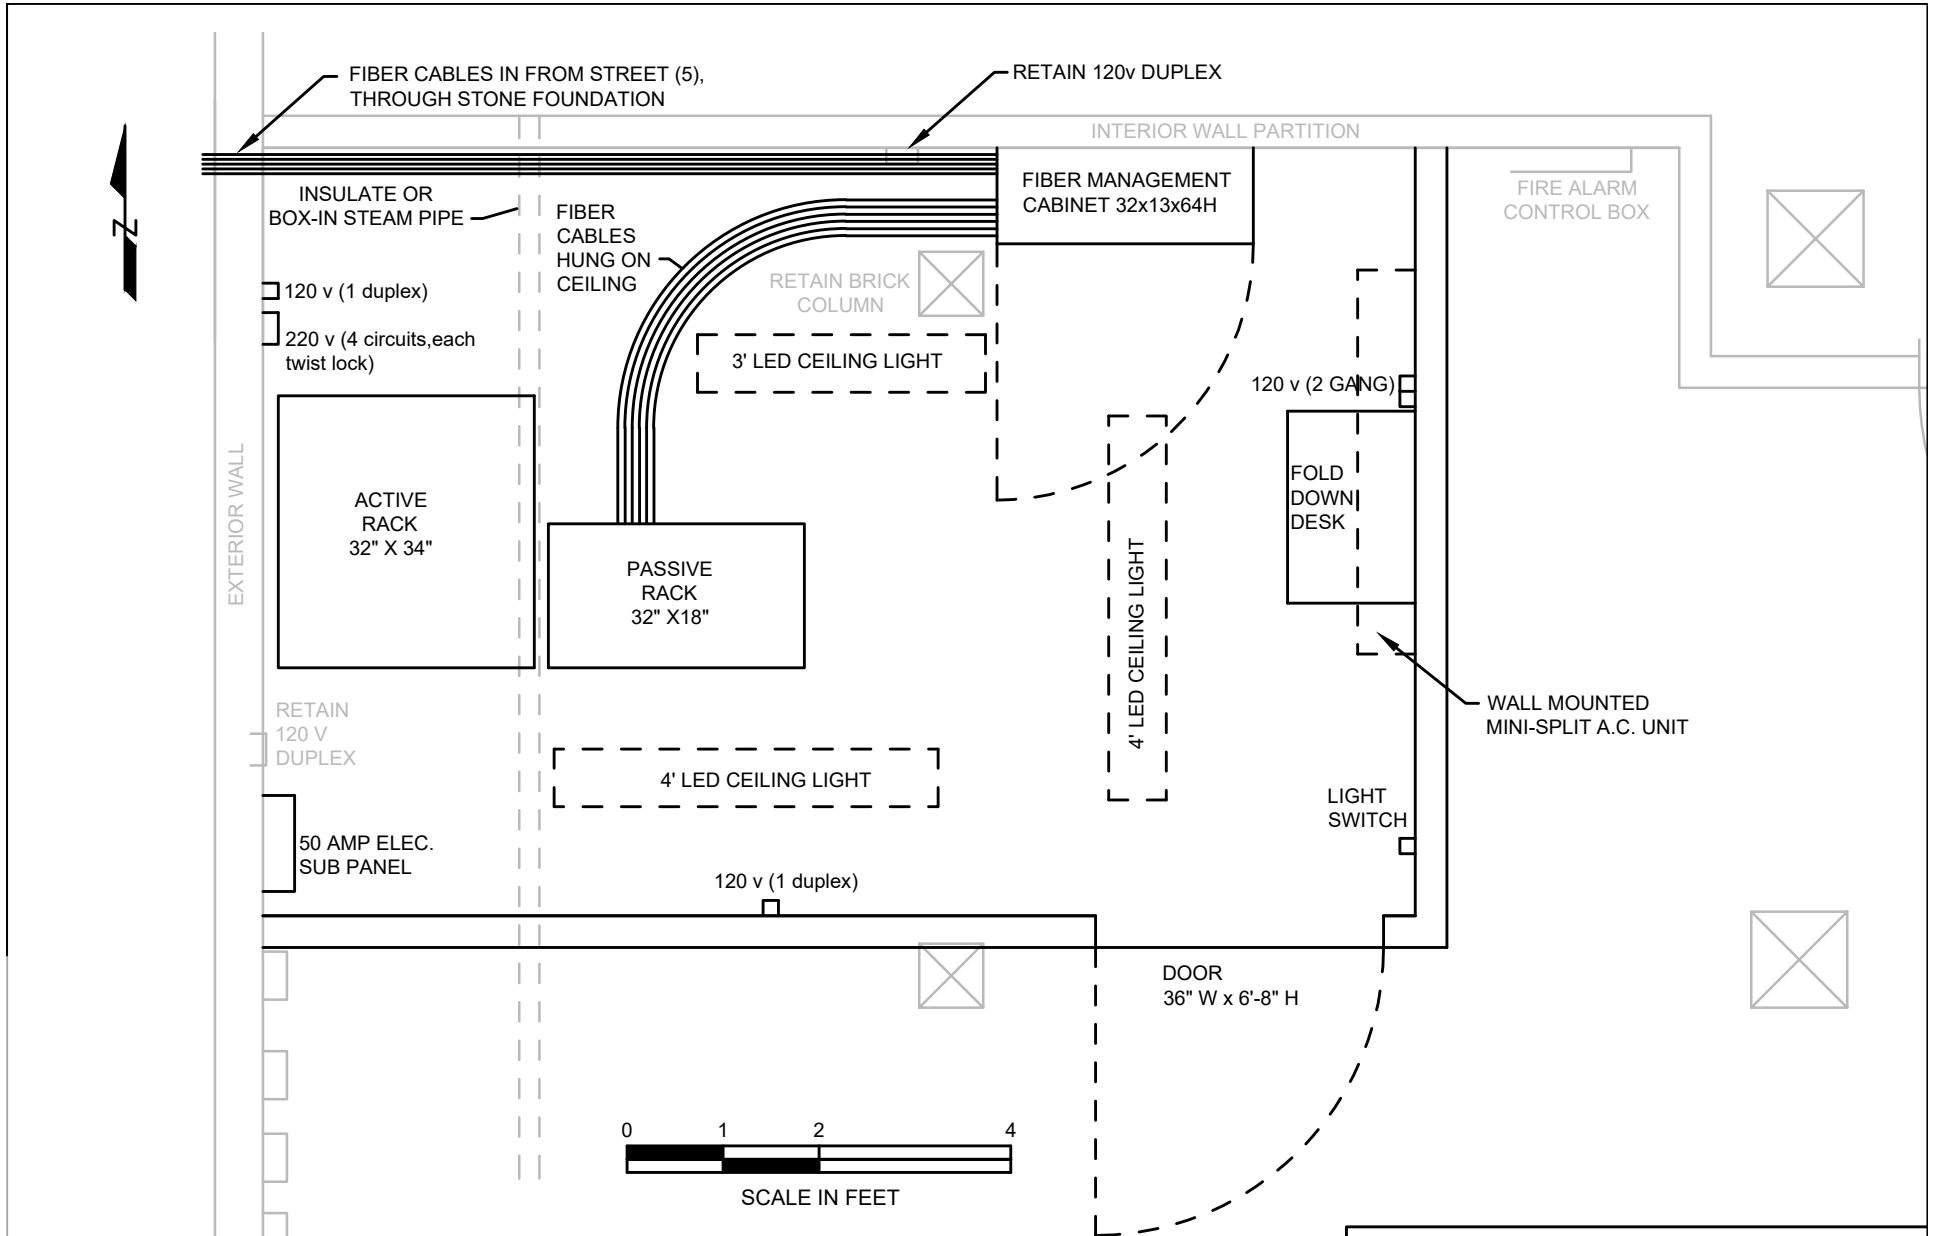 FIBER CABLES IN FROM STREET (5),
THROUGH STONE FOUNDATION
RETAIN 120v DUPLEX
INTERIOR WALL PARTITION
Z
INSULATE OR
BOX-IN STEAM PIPE
FIBER
CABLES
HUNG ON
CEILING
FIBER MANAGEMENT
CABINET 32x13x64H
FIRE ALARM
CONTROL BOX
120 v (1 duplex)
220 v (4 circuits,each
twist lock)
RETAIN BRICK
COLUMN
3' LED CEILING LIGHT
120 v (2 GANG)
EXTERIOR WALL
ACTIVE
RACK
32" X 34"
PASSIVE
RACK
32" X18"
4' LED CEILING LIGHT
FOLD
DOWN
DESK
WALL MOUNTED
MINI-SPLIT A.C. UNIT
RETAIN
120 V
DUPLEX
4' LED CEILING LIGHT
LIGHT
SWITCH
50 AMP ELEC.
SUB PANEL
120 v (1 duplex)
DOOR
36" W x 6'-8" H
0 1 2 4
SCALE IN FEET